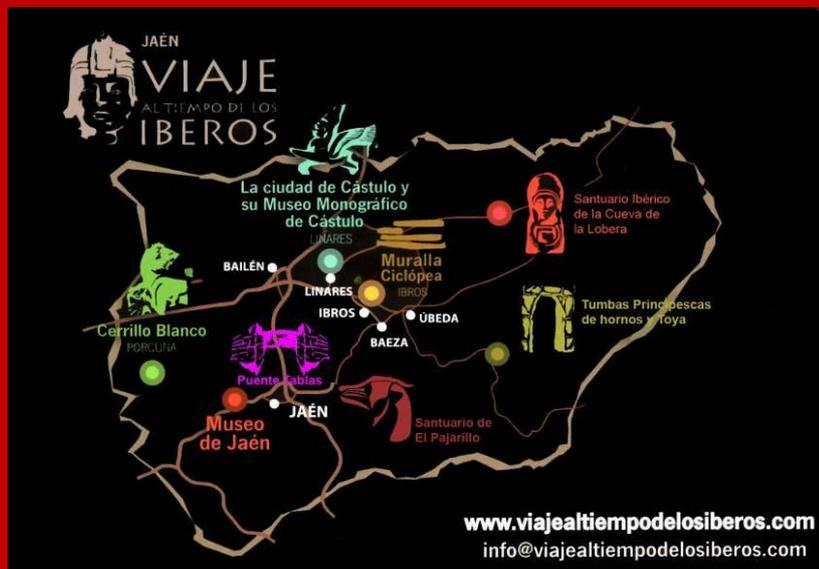 JAÉN
VIAJE
AL TIEMPO DE LOS
IBEROS
La ciudad de Cástulo y
su Museo Monográfico
de Cástulo
LINARES
Santuario Ibérico
de la Cueva de
la Lobera
Muralla
Ciclópea
IBROS
BAILÉN
LINARES
IBROS
ÚBEDA
BAEZA
Tumbas Principescas
de hornos y Toya
Cerrillo Blanco
PORCUNA
Puente Tablas
JAÉN
Museo
de Jaén
Santuario de
El Pajarillo
www.viajealtiempodelosiberos.com
info@viajealtiempodelosiberos.com